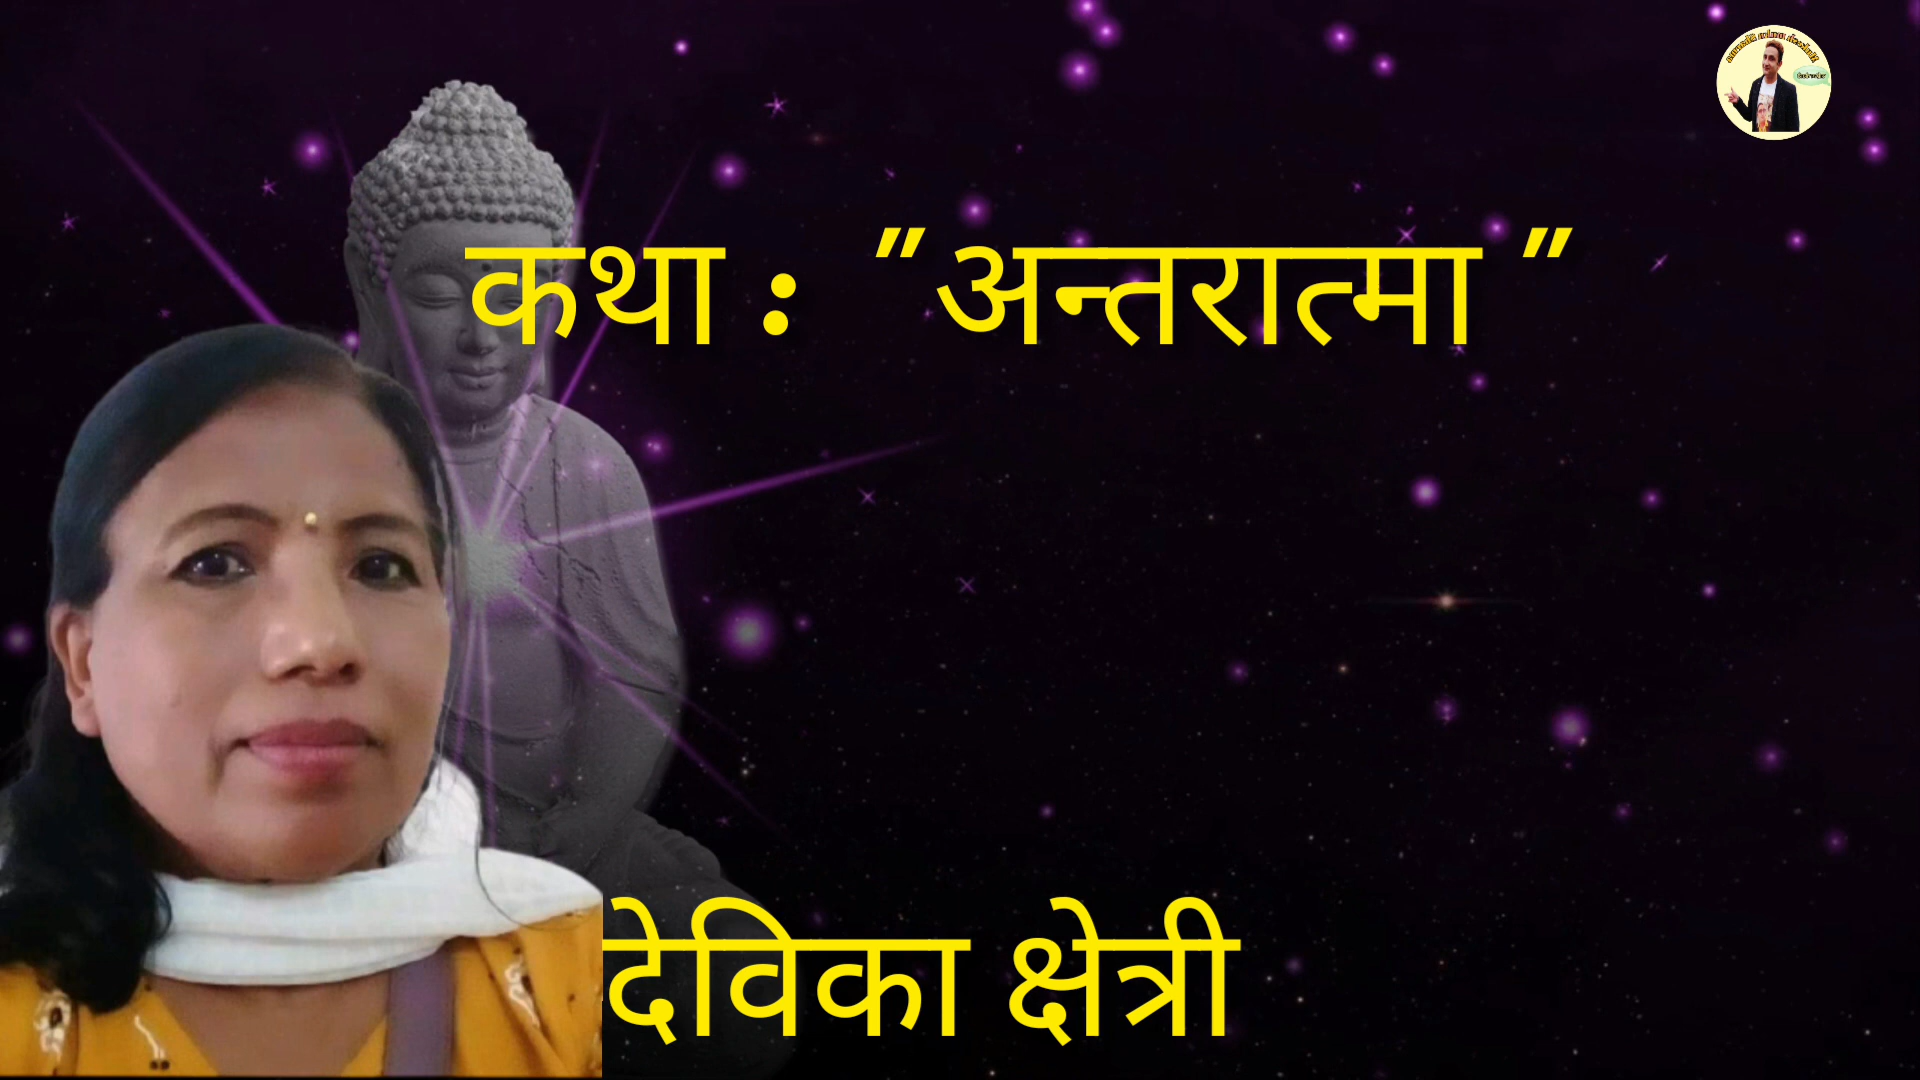 कथा : "अन्तरात्मा "
देविका क्षेत्री